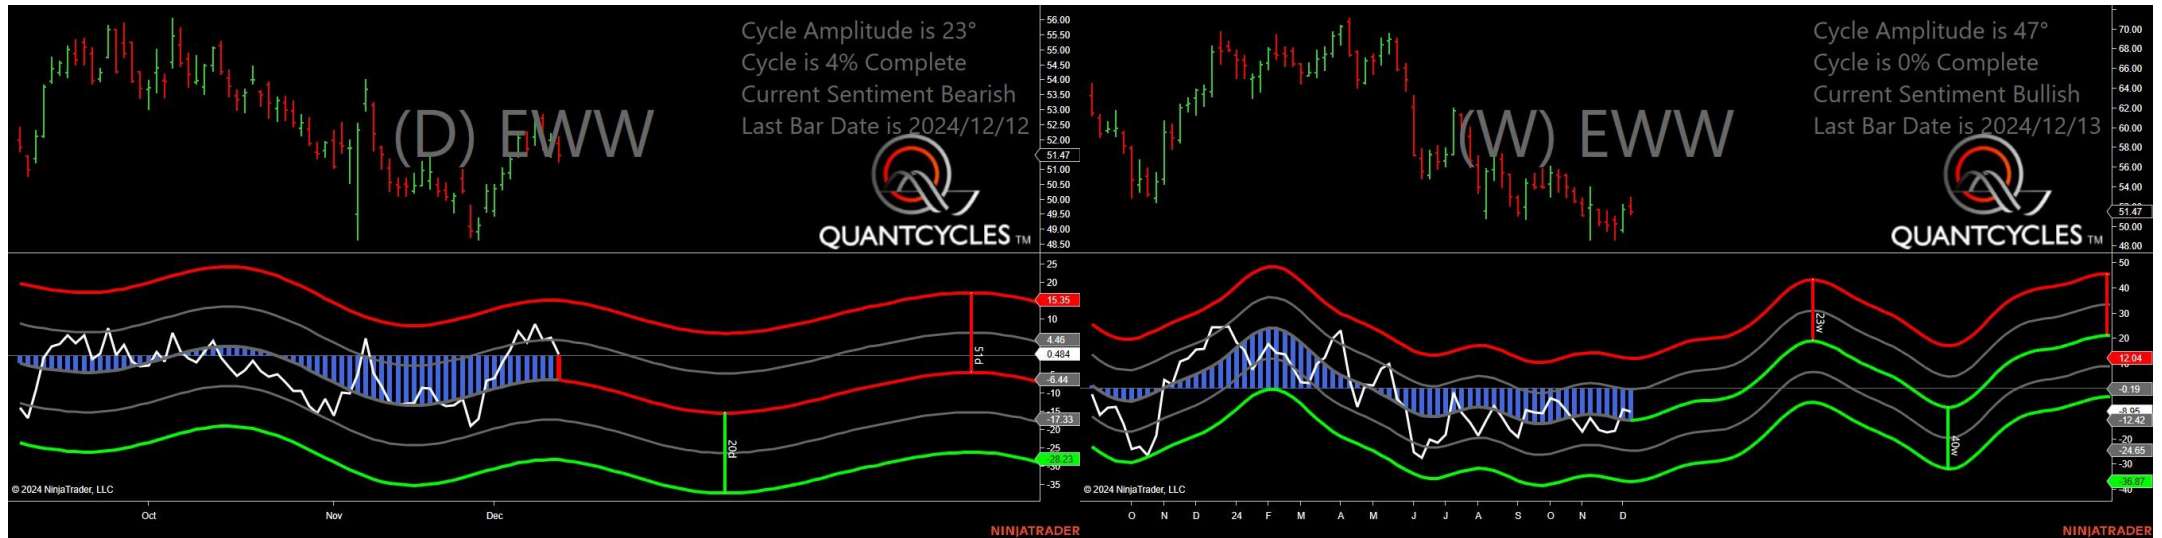 Cycle Amplitude is 23°
Cycle is 4% Complete
Current Sentiment Bearish
Last Bar Date is 2024/12/12
(D) EWW
QUANTCYCLES TM
56.00
55.50
55.00
54.50
54.00
53.50
53.00
52.50
52.00
51.47
51.00
50.50
50.00
49.50
49.00
48.50
25
20
15.35
10
4.46
0.484
-6.44
-10
-15
-17.33
-20
-25
-28.23
-30
-35
51d
20d
© 2024 NinjaTrader, LLC
Oct
Nov
Dec
NINJATRADER
Cycle Amplitude is 47°
Cycle is 0% Complete
Current Sentiment Bullish
Last Bar Date is 2024/12/13
(W) EWW
QUANTCYCLES TM
70.00
68.00
66.00
64.00
62.00
60.00
58.00
56.00
54.00
51.47
50.00
48.00
50
40
30
20
12.04
-0.19
-8.95
-12.42
-20
-24.65
-30
-36.87
-40
23w
40w
© 2024 NinjaTrader, LLC
O N D 24 F M A M J J A S O N D
NINJATRADER